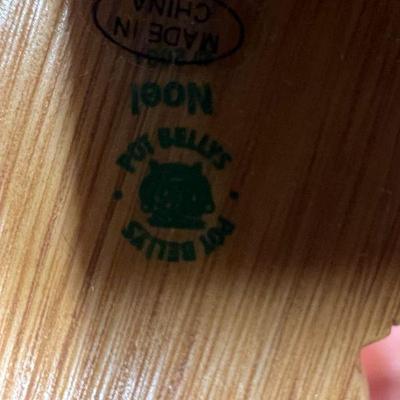 POT BELLYS
POT BELLYS
Noel
MADE IN
CHINA